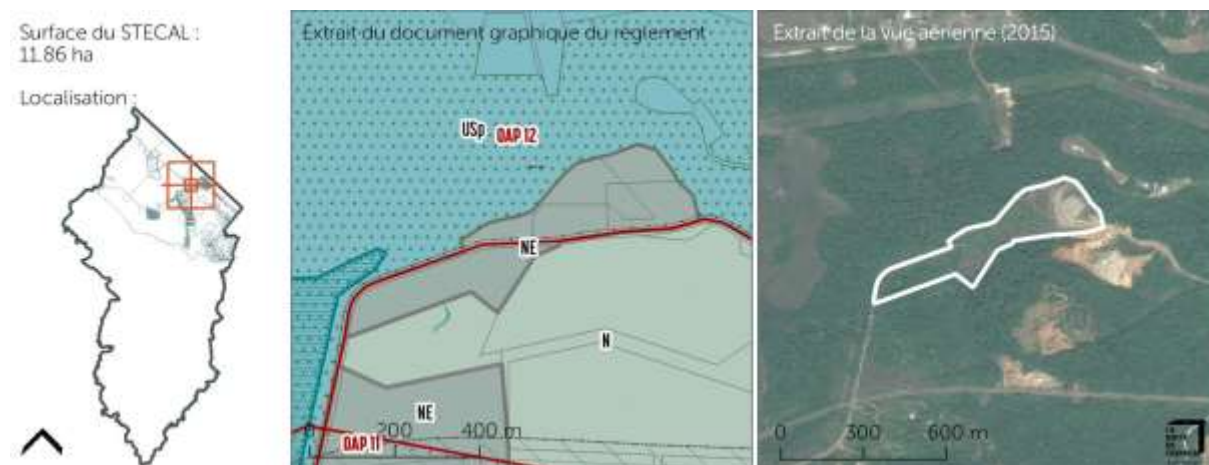 Surface du STECAL :
11.86 ha
Localisation :
Extrait du document graphique du règlement
USp OAP 12
NE
N
NE
OAP 11
0 200 400 m
Extrait de la Vue aérienne (2015)
0 300 600 m